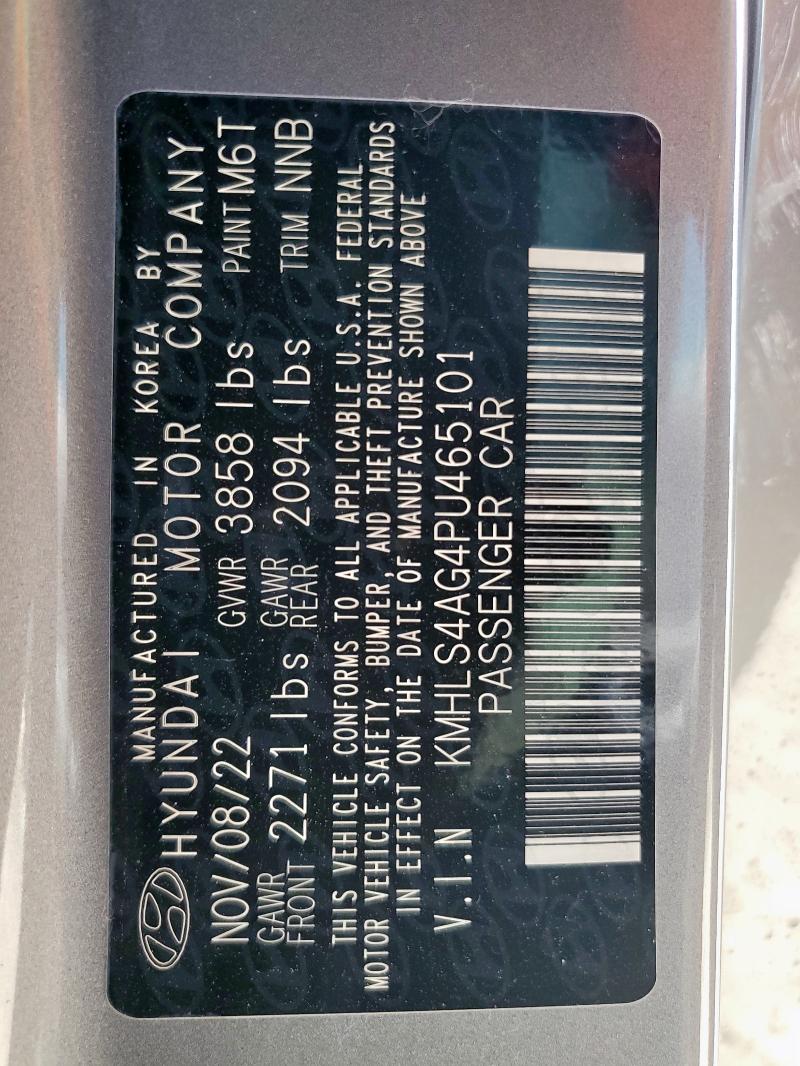 MANUFACTURED IN KOREA BY
HYUNDAI MOTOR COMPANY
NOV/08/22 GVWR 3858 lbs PAINT M6T
GAWR FRONT 2271 lbs GAWR REAR 2094 lbs TRIM NNB
THIS VEHICLE CONFORMS TO ALL APPLICABLE U.S.A. FEDERAL
MOTOR VEHICLE SAFETY, BUMPER, AND THEFT PREVENTION STANDARDS
IN EFFECT ON THE DATE OF MANUFACTURE SHOWN ABOVE
V.I.N KMHLS4AG4PU465101
PASSENGER CAR